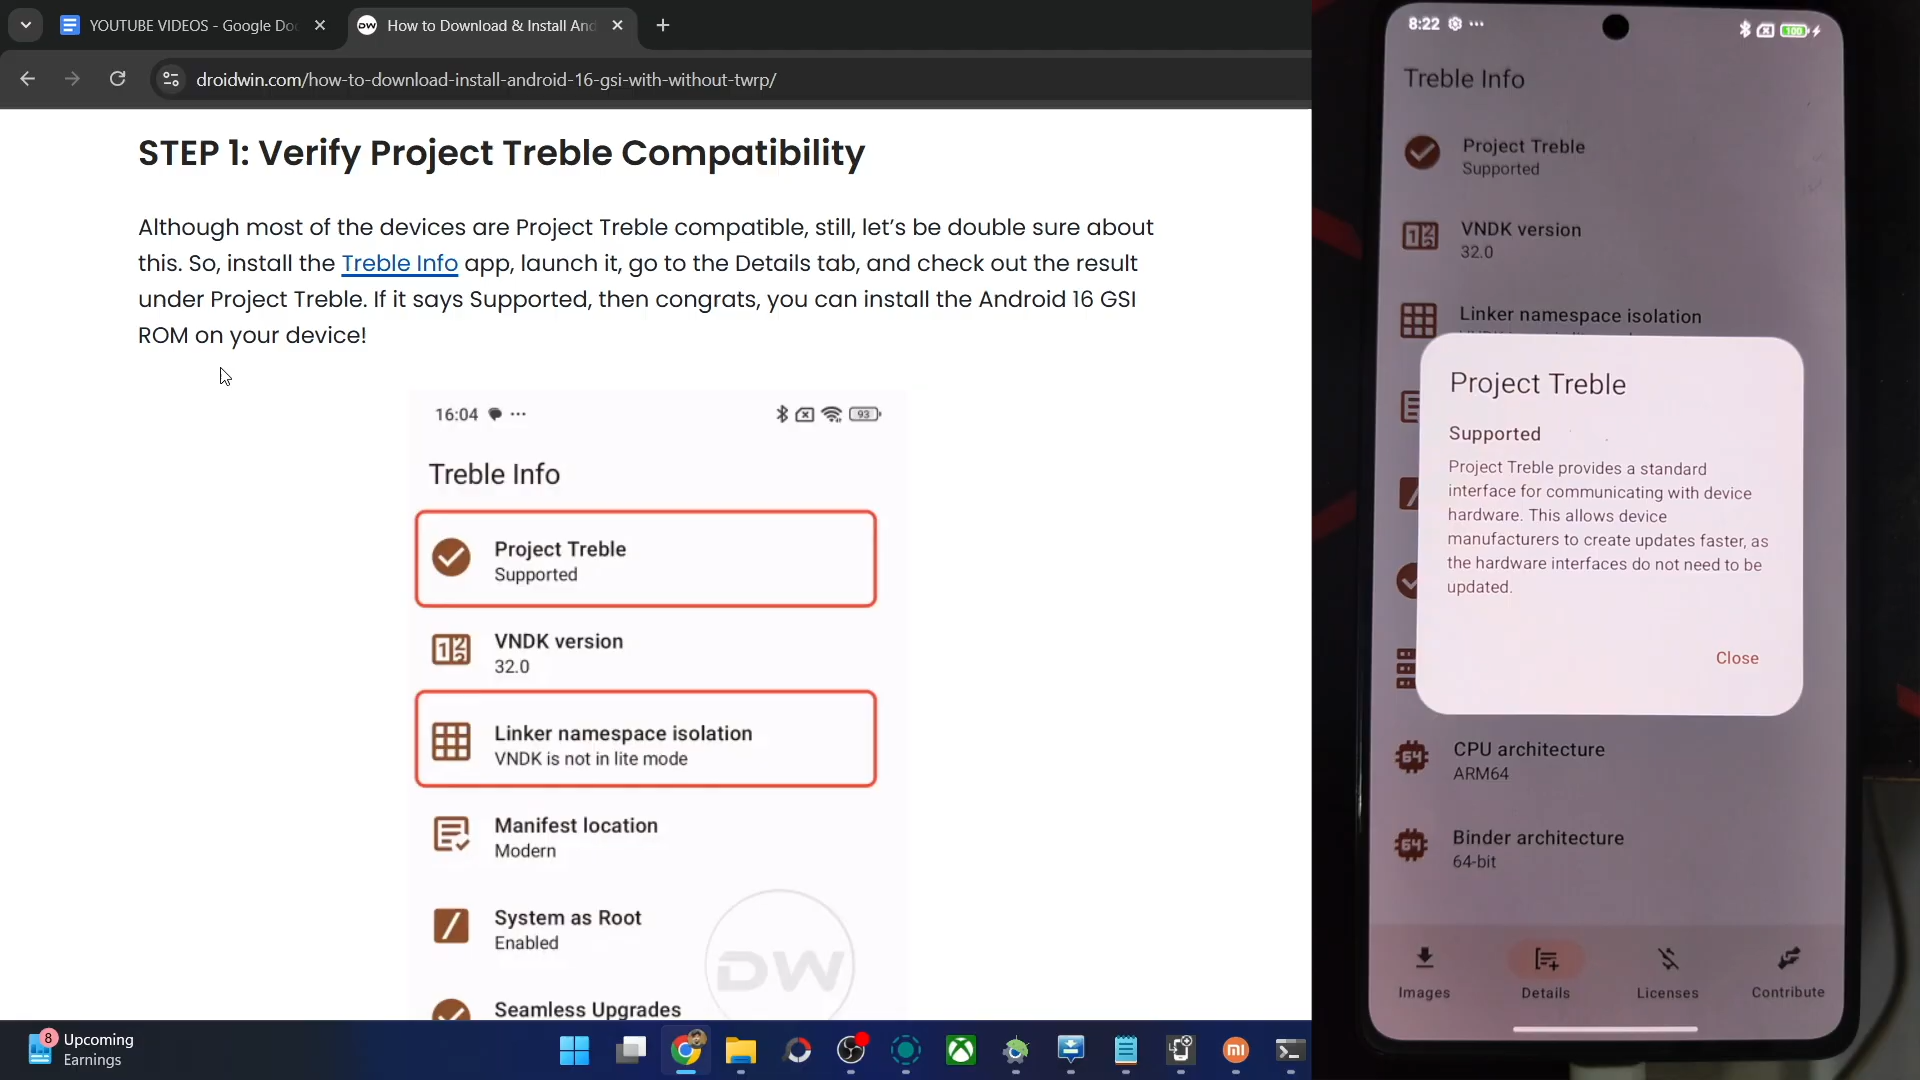 YOUTUBE VIDEOS - Google Do
How to Download & Install And
droidwin.com/how-to-download-install-android-16-gsi-with-without-twrp/
STEP 1: Verify Project Treble Compatibility
Although most of the devices are Project Treble compatible, still, let's be double sure about
this. So, install the Treble Info app, launch it, go to the Details tab, and check out the result
under Project Treble. If it says Supported, then congrats, you can install the Android 16 GSI
ROM on your device!
16:04
93
Treble Info
Project Treble
Supported
VNDK version
32.0
Linker namespace isolation
VNDK is not in lite mode
Manifest location
Modern
System as Root
Enabled
DW
Seamless Upgrades
8
Upcoming
Earnings
8:22
100
Treble Info
Project Treble
Supported
VNDK version
32.0
Linker namespace isolation
Project Treble
Supported
Project Treble provides a standard
interface for communicating with device
hardware. This allows device
manufacturers to create updates faster, as
the hardware interfaces do not need to be
updated.
Close
64
CPU architecture
ARM64
64
Binder architecture
64-bit
Images
Details
Licenses
Contribute